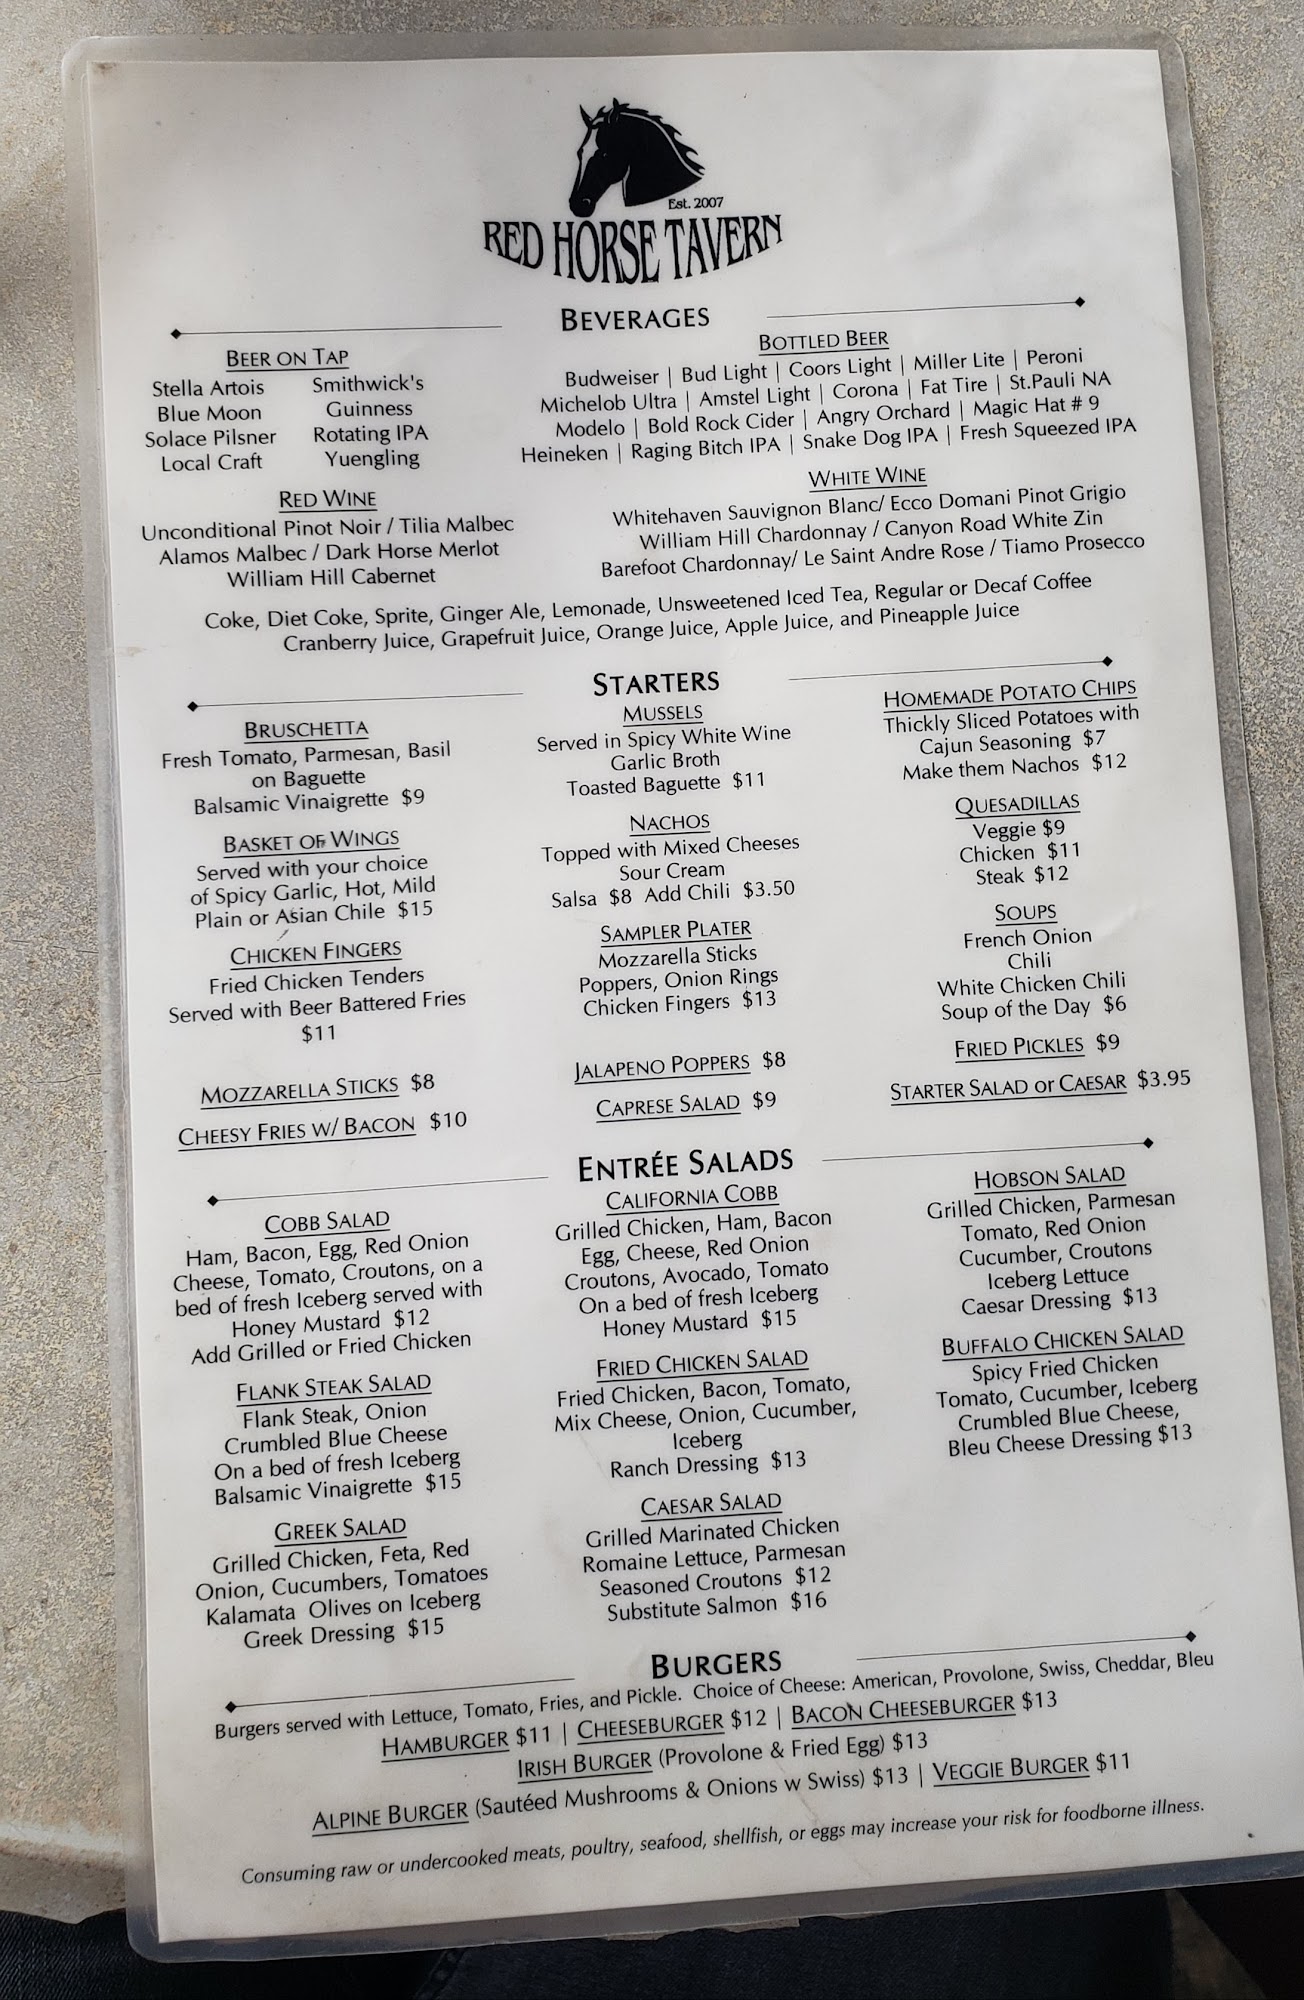 Est. 2007
RED HORSE TAVERN
BEVERAGES
BEER ON TAP
Stella Artois Smithwick's
Blue Moon Guinness
Solace Pilsner Rotating IPA
Local Craft Yuengling
BOTTLED BEER
Budweiser | Bud Light | Coors Light | Miller Lite | Peroni
Michelob Ultra | Amstel Light | Corona | Fat Tire | St.Pauli NA
Modelo | Bold Rock Cider | Angry Orchard | Magic Hat # 9
Heineken | Raging Bitch IPA | Snake Dog IPA | Fresh Squeezed IPA
RED WINE
Unconditional Pinot Noir / Tilia Malbec
Alamos Malbec / Dark Horse Merlot
William Hill Cabernet
WHITE WINE
Whitehaven Sauvignon Blanc/ Ecco Domani Pinot Grigio
William Hill Chardonnay / Canyon Road White Zin
Barefoot Chardonnay/ Le Saint Andre Rose / Tiamo Prosecco
Coke, Diet Coke, Sprite, Ginger Ale, Lemonade, Unsweetened Iced Tea, Regular or Decaf Coffee
Cranberry Juice, Grapefruit Juice, Orange Juice, Apple Juice, and Pineapple Juice
STARTERS
BRUSCHETTA
Fresh Tomato, Parmesan, Basil
on Baguette
Balsamic Vinaigrette $9
BASKET OF WINGS
Served with your choice
of Spicy Garlic, Hot, Mild
Plain or Asian Chile $15
CHICKEN FINGERS
Fried Chicken Tenders
Served with Beer Battered Fries
$11
MOZZARELLA STICKS $8
CHEESY FRIES W/ BACON $10
MUSSELS
Served in Spicy White Wine
Garlic Broth
Toasted Baguette $11
NACHOS
Topped with Mixed Cheeses
Sour Cream
Salsa $8 Add Chili $3.50
SAMPLER PLATER
Mozzarella Sticks
Poppers, Onion Rings
Chicken Fingers $13
JALAPENO POPPERS $8
CAPRESE SALAD $9
HOMEMADE POTATO CHIPS
Thickly Sliced Potatoes with
Cajun Seasoning $7
Make them Nachos $12
QUESADILLAS
Veggie $9
Chicken $11
Steak $12
SOUPS
French Onion
Chili
White Chicken Chili
Soup of the Day $6
FRIED PICKLES $9
STARTER SALAD or CAESAR $3.95
ENTRÉE SALADS
COBB SALAD
Ham, Bacon, Egg, Red Onion
Cheese, Tomato, Croutons, on a
bed of fresh Iceberg served with
Honey Mustard $12
Add Grilled or Fried Chicken
FLANK STEAK SALAD
Flank Steak, Onion
Crumbled Blue Cheese
On a bed of fresh Iceberg
Balsamic Vinaigrette $15
GREEK SALAD
Grilled Chicken, Feta, Red
Onion, Cucumbers, Tomatoes
Kalamata Olives on Iceberg
Greek Dressing $15
CALIFORNIA COBB
Grilled Chicken, Ham, Bacon
Egg, Cheese, Red Onion
Croutons, Avocado, Tomato
On a bed of fresh Iceberg
Honey Mustard $15
FRIED CHICKEN SALAD
Fried Chicken, Bacon, Tomato,
Mix Cheese, Onion, Cucumber,
Iceberg
Ranch Dressing $13
CAESAR SALAD
Grilled Marinated Chicken
Romaine Lettuce, Parmesan
Seasoned Croutons $12
Substitute Salmon $16
HOBSON SALAD
Grilled Chicken, Parmesan
Tomato, Red Onion
Cucumber, Croutons
Iceberg Lettuce
Caesar Dressing $13
BUFFALO CHICKEN SALAD
Spicy Fried Chicken
Tomato, Cucumber, Iceberg
Crumbled Blue Cheese,
Bleu Cheese Dressing $13
BURGERS
Burgers served with Lettuce, Tomato, Fries, and Pickle. Choice of Cheese: American, Provolone, Swiss, Cheddar, Bleu
HAMBURGER $11 | CHEESEBURGER $12 | BACON CHEESEBURGER $13
IRISH BURGER (Provolone & Fried Egg) $13
ALPINE BURGER (Sautéed Mushrooms & Onions w Swiss) $13 | VEGGIE BURGER $11
Consuming raw or undercooked meats, poultry, seafood, shellfish, or eggs may increase your risk for foodborne illness.